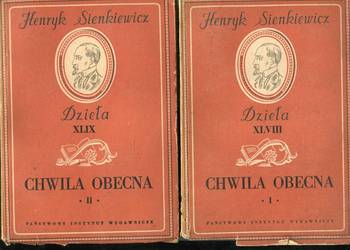 Henryk Sienkiewicz
Dzieła
XLIX
CHWILA OBECNA
· II ·
PAŃSTWOWY INSTYTUT WYDAWNICZY
Henryk Sienkiewicz
Dzieła
XLVIII
CHWILA OBECNA
· I ·
PAŃSTWOWY INSTYTUT WYDAWNICZY